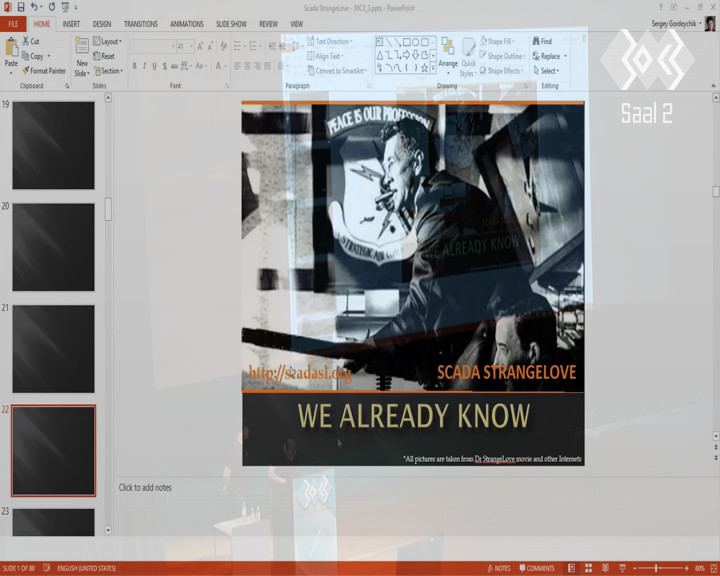 Scada StrangeLove - 30C3_3.pptx - PowerPoint
FILE HOME INSERT DESIGN TRANSITIONS ANIMATIONS SLIDE SHOW REVIEW VIEW
Sergey Gordeychik
Paste
Cut
Copy
Format Painter
New Slide
Layout
Reset
Section
Text Direction
Align Text
Convert to SmartArt
Arrange
Quick Styles
Shape Fill
Shape Outline
Shape Effects
Find
Replace
Select
Clipboard Slides Font Paragraph Drawing Editing
Saal 2
19
20
21
22
23
PEACE IS OUR PROFESSION
STRATEGIC AIR
WE ALREADY KNOW
http://scadasl.org
SCADA STRANGELOVE
WE ALREADY KNOW
*All pictures are taken from Dr StrangeLove movie and other Internets
Click to add notes
SLIDE 1 OF 80 ENGLISH (UNITED STATES) NOTES COMMENTS 80%